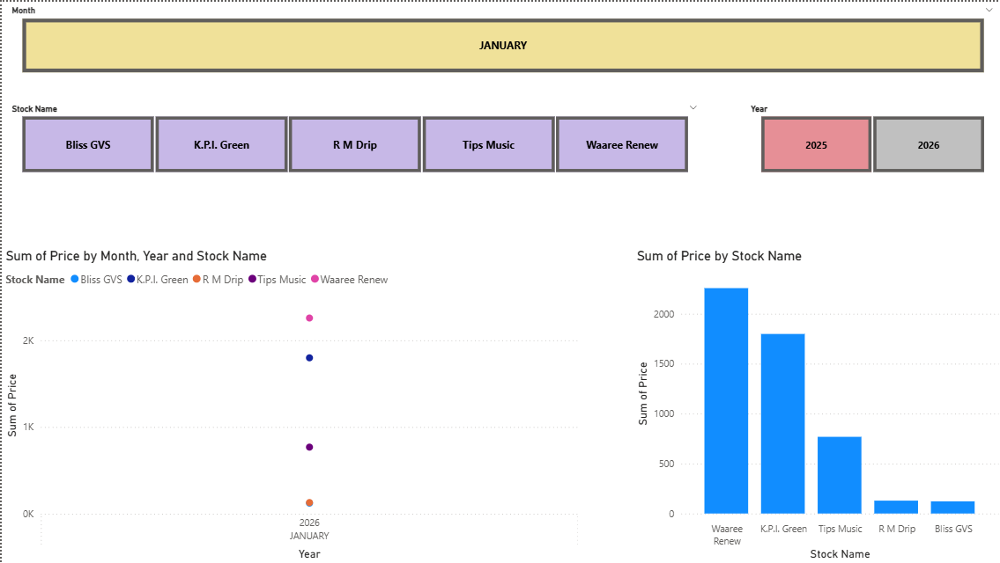 Month
JANUARY
Stock Name
Year
Bliss GVS K.P.I. Green R M Drip Tips Music Waaree Renew
2025 2026
Sum of Price by Month, Year and Stock Name
Stock Name Bliss GVS K.P.I. Green R M Drip Tips Music Waaree Renew
2K
1K
0K
Sum of Price
2026
JANUARY
Year
Sum of Price by Stock Name
2000
1500
1000
500
0
Sum of Price
Waaree Renew K.P.I. Green Tips Music R M Drip Bliss GVS
Stock Name